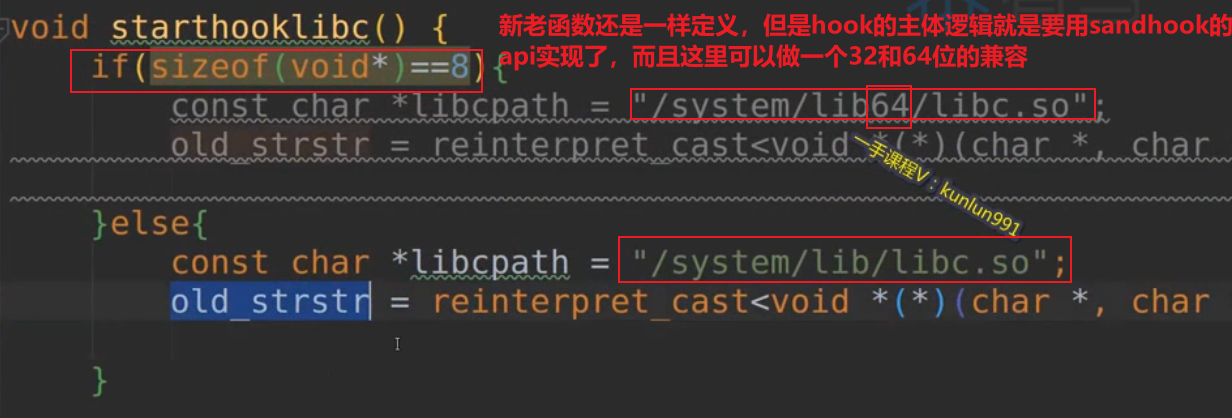 void starthooklibc() {
新老函数还是一样定义，但是hook的主体逻辑就是要用sandhook的
api实现了，而且这里可以做一个32和64位的兼容
if(sizeof(void*)==8){
const char *libcpath = "/system/lib64/libc.so";
old_strstr = reinterpret_cast<void *(*)(char *, char
一手课程V：kunlun991
}else{
const char *libcpath = "/system/lib/libc.so";
old_strstr = reinterpret_cast<void *(*)(char *, char
}